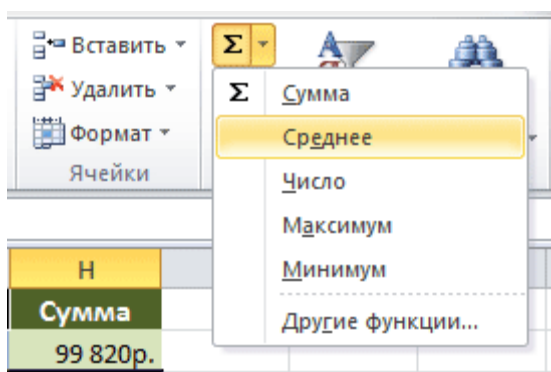 Вставить
Удалить
Формат
Ячейки
Σ
Σ Сумма
Среднее
Число
Максимум
Минимум
Другие функции...
H
Сумма
99 820р.